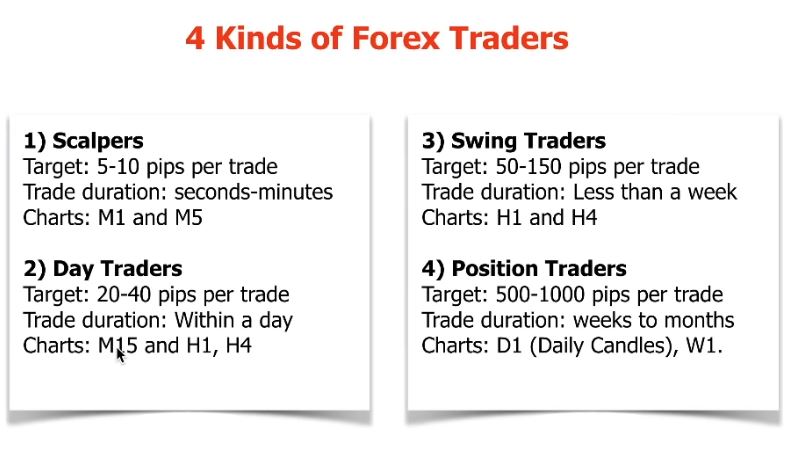 4 Kinds of Forex Traders
1) Scalpers
Target: 5-10 pips per trade
Trade duration: seconds-minutes
Charts: M1 and M5
2) Day Traders
Target: 20-40 pips per trade
Trade duration: Within a day
Charts: M15 and H1, H4
3) Swing Traders
Target: 50-150 pips per trade
Trade duration: Less than a week
Charts: H1 and H4
4) Position Traders
Target: 500-1000 pips per trade
Trade duration: weeks to months
Charts: D1 (Daily Candles), W1.